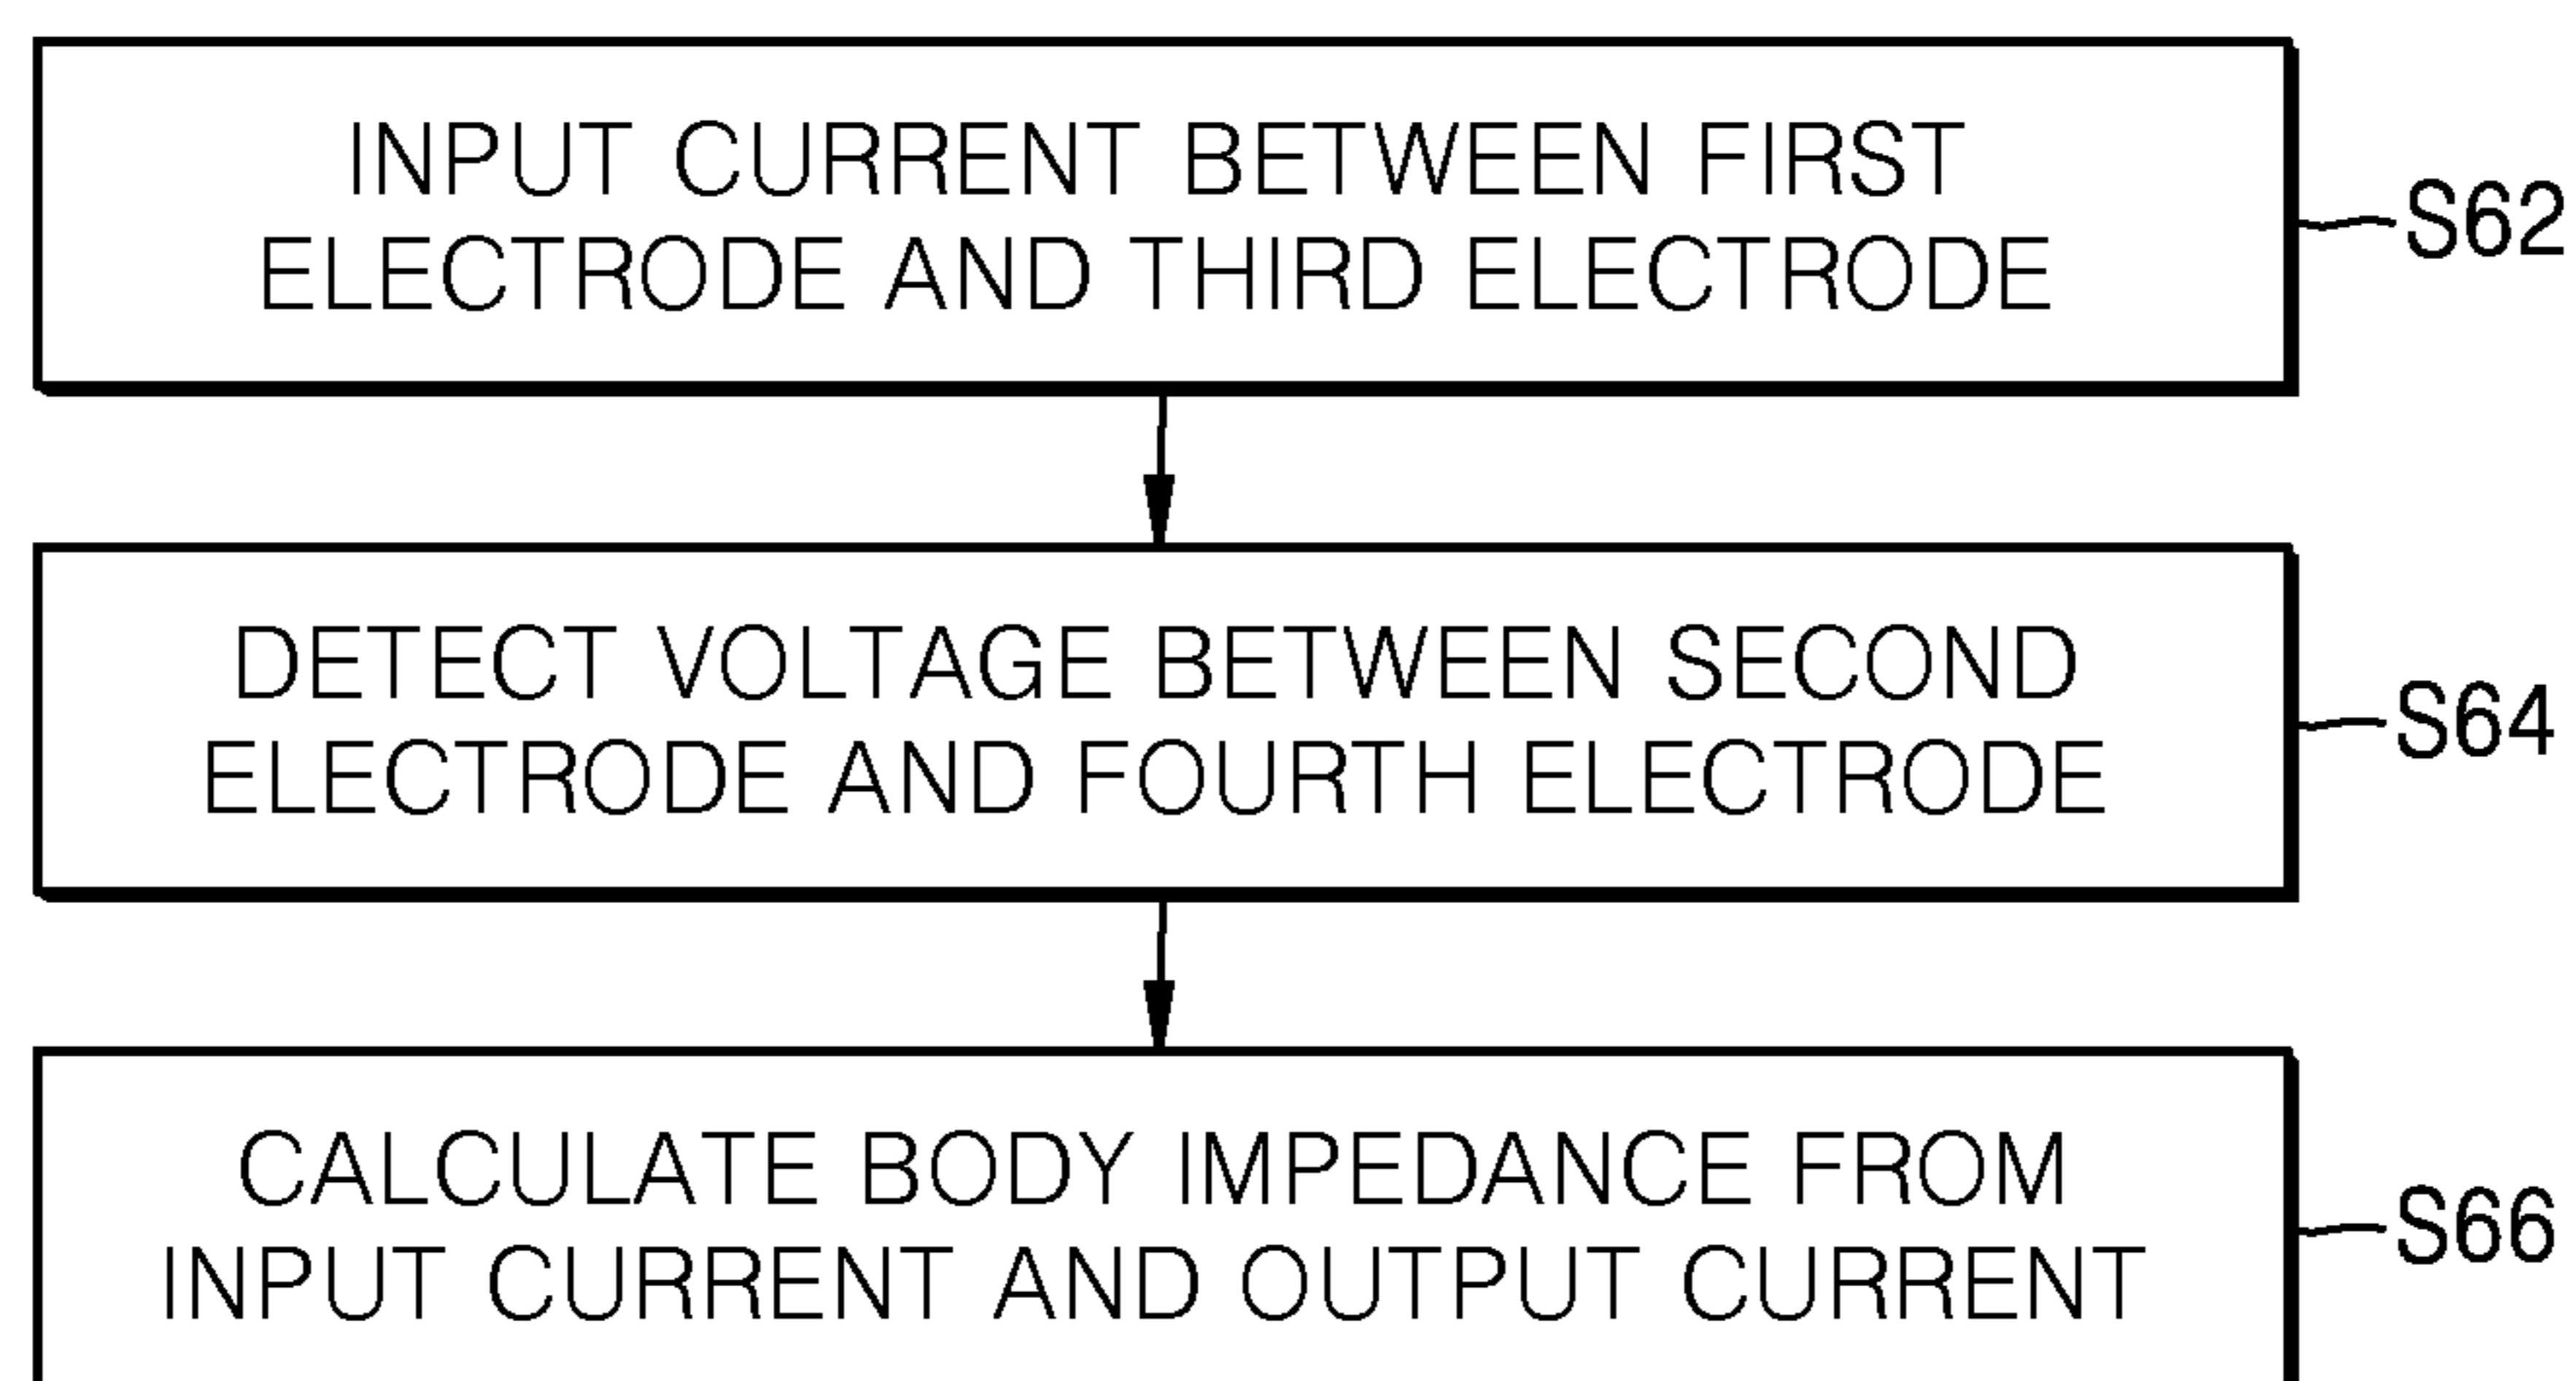 INPUT CURRENT BETWEEN FIRST
ELECTRODE AND THIRD ELECTRODE
S62
DETECT VOLTAGE BETWEEN SECOND
ELECTRODE AND FOURTH ELECTRODE
S64
CALCULATE BODY IMPEDANCE FROM
INPUT CURRENT AND OUTPUT CURRENT
S66